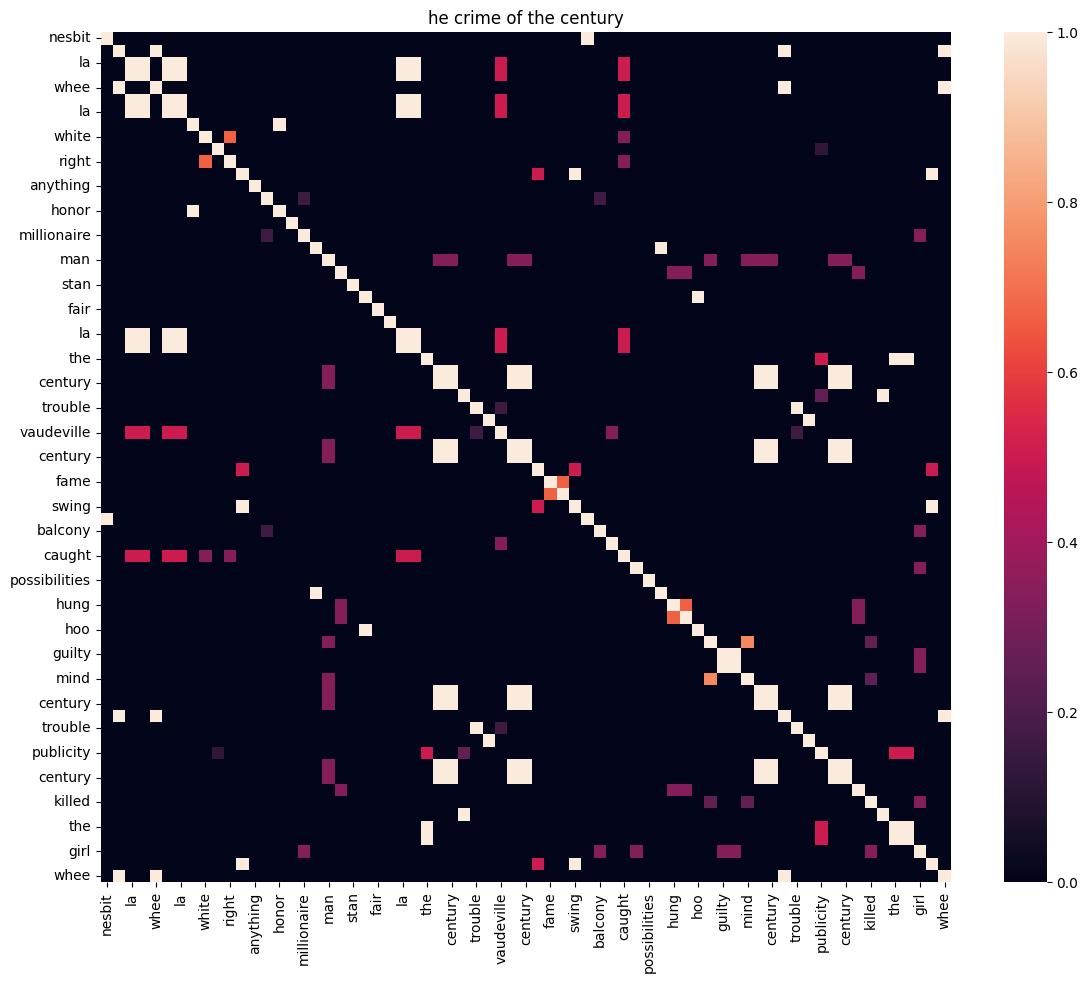 he crime of the century
nesbit
la
whee
la
white
right
anything
honor
millionaire
man
stan
fair
la
the
century
trouble
vaudeville
century
fame
swing
balcony
caught
possibilities
hung
hoo
guilty
mind
century
trouble
publicity
century
killed
the
girl
whee
nesbit
la
whee
la
white
right
anything
honor
millionaire
man
stan
fair
la
the
century
trouble
vaudeville
century
fame
swing
balcony
caught
possibilities
hung
hoo
guilty
mind
century
trouble
publicity
century
killed
the
girl
whee
1.0
0.8
0.6
0.4
0.2
0.0